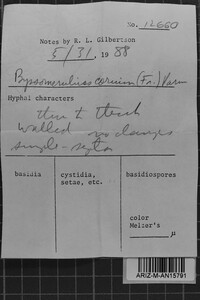 No. 12660
Notes by R. L. Gilbertson
5/31, 1988
Byssomerulius corium (Fr.) Parm
Hyphal characters
thin to thick
walled no clamps
simple-septa
basidia
cystidia, setae, etc.
basidiospores
color
Melzer's
μ
ARIZ-M-AN15791